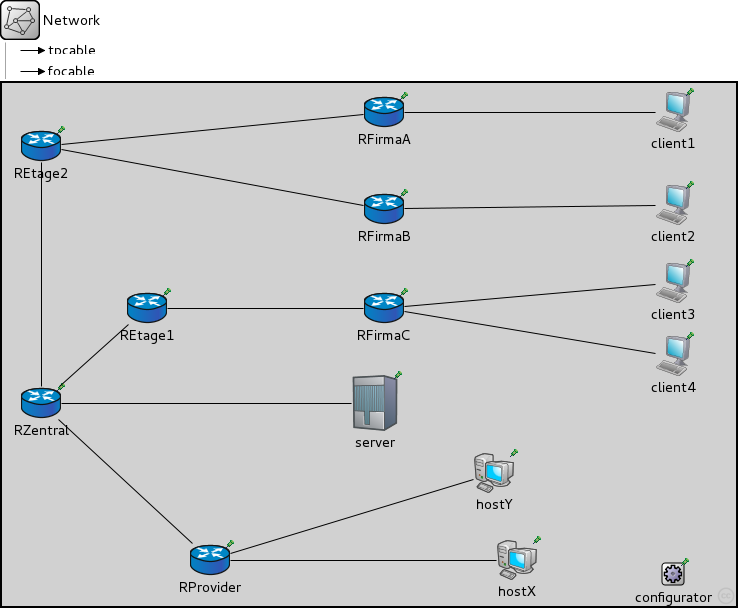 Network
tpcable
focable
RFirmaA
client1
REtage2
RFirmaB
client2
client3
REtage1
RFirmaC
client4
RZentral
server
hostY
RProvider
hostX
configurator